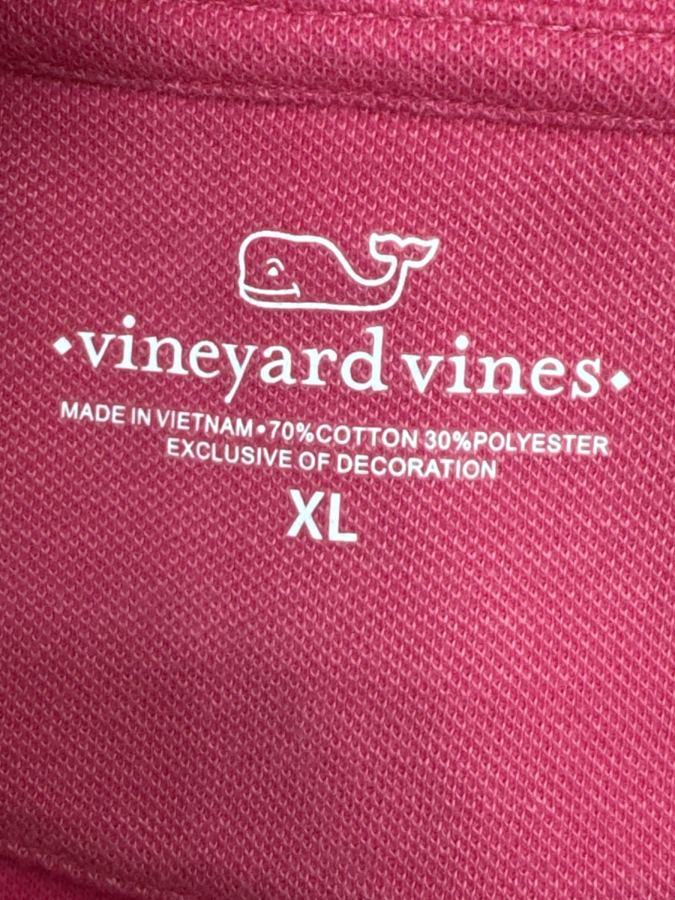 •vineyard vines•
MADE IN VIETNAM•70%COTTON 30%POLYESTER
EXCLUSIVE OF DECORATION
XL